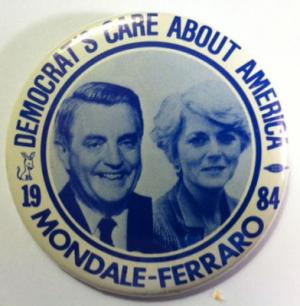 DEMOCRAT'S CARE ABOUT AMERICA
19 84
MONDALE-FERRARO